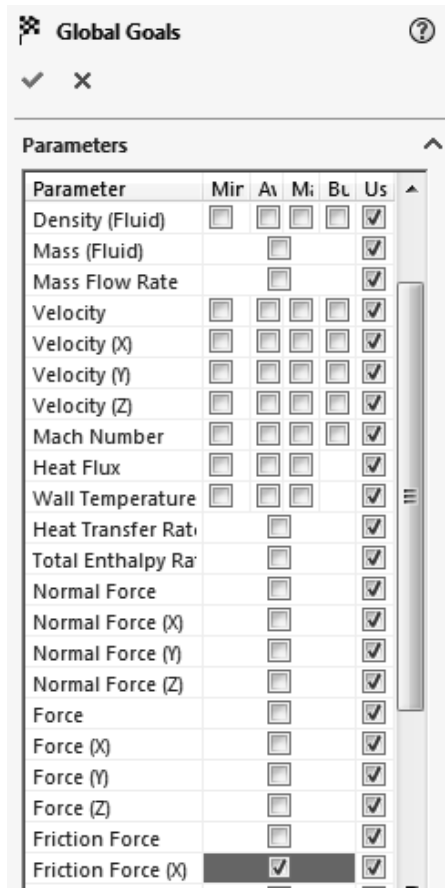 Global Goals
Parameters
Parameter Mir Av Ma Bu Us
Density (Fluid)
Mass (Fluid)
Mass Flow Rate
Velocity
Velocity (X)
Velocity (Y)
Velocity (Z)
Mach Number
Heat Flux
Wall Temperature
Heat Transfer Rat
Total Enthalpy Ra
Normal Force
Normal Force (X)
Normal Force (Y)
Normal Force (Z)
Force
Force (X)
Force (Y)
Force (Z)
Friction Force
Friction Force (X)